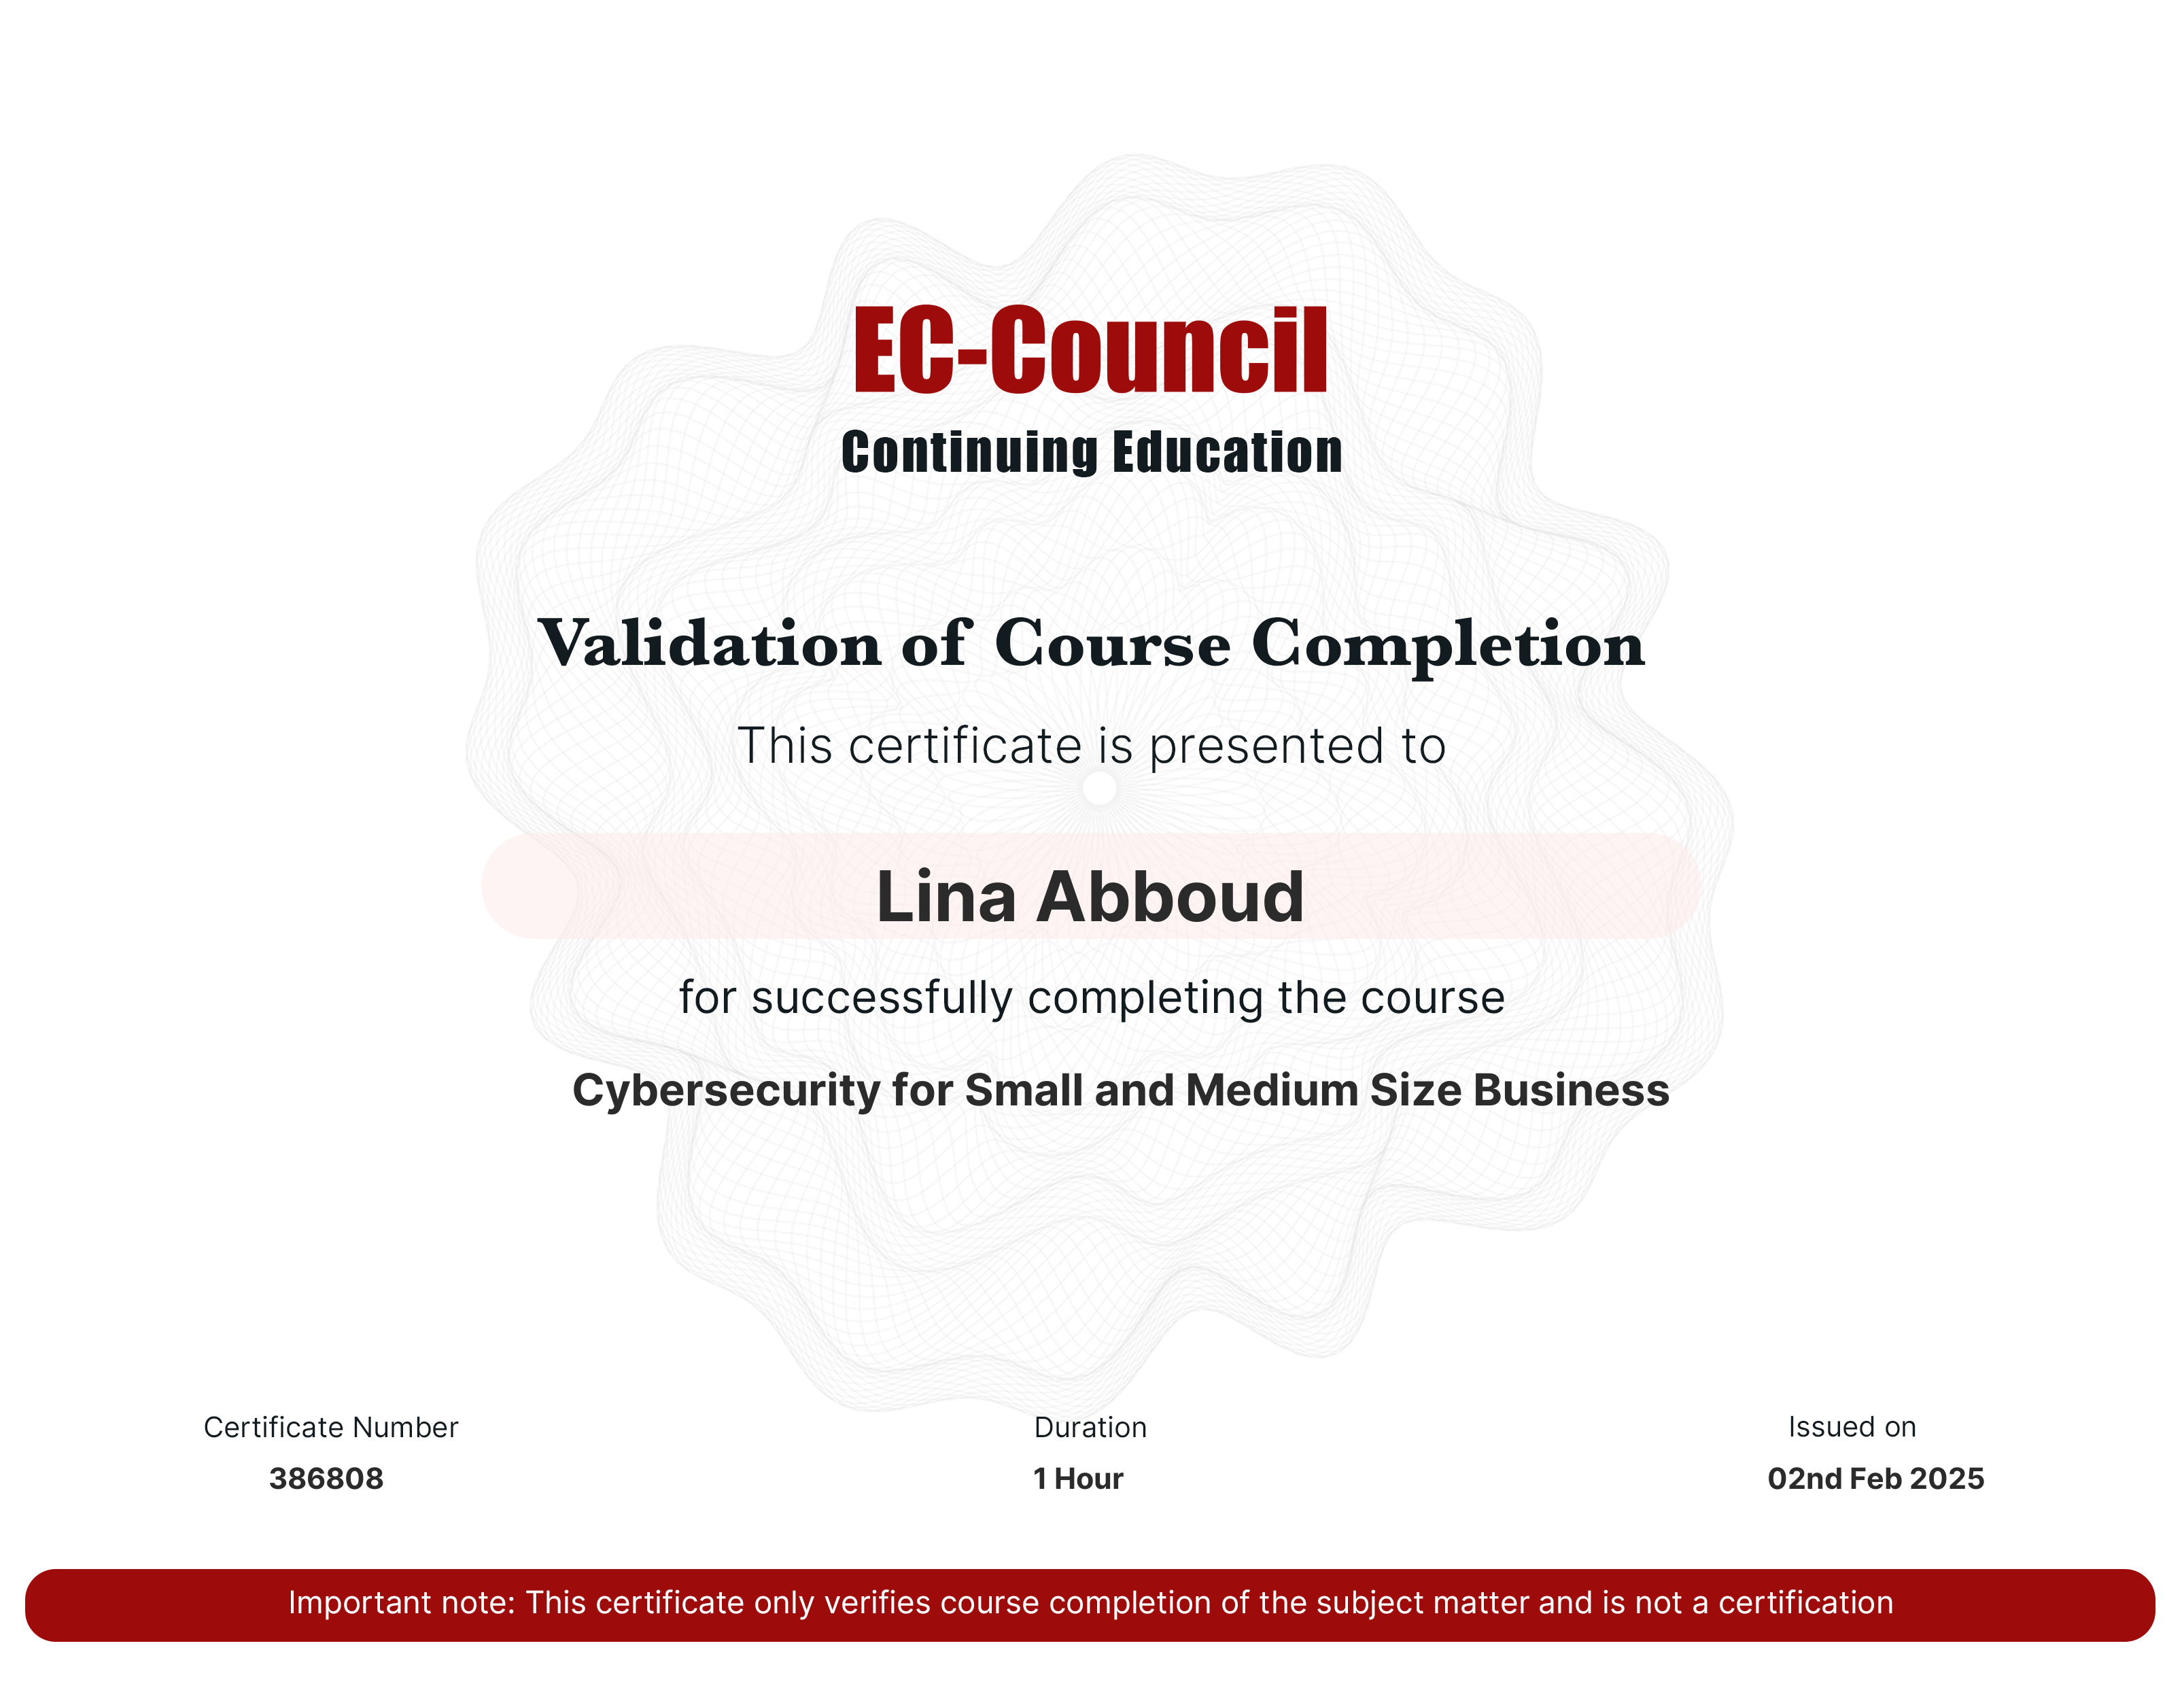 EC-Council
Continuing Education
Validation of Course Completion
This certificate is presented to
Lina Abboud
for successfully completing the course
Cybersecurity for Small and Medium Size Business
Certificate Number
386808
Duration
1 Hour
Issued on
02nd Feb 2025
Important note: This certificate only verifies course completion of the subject matter and is not a certification